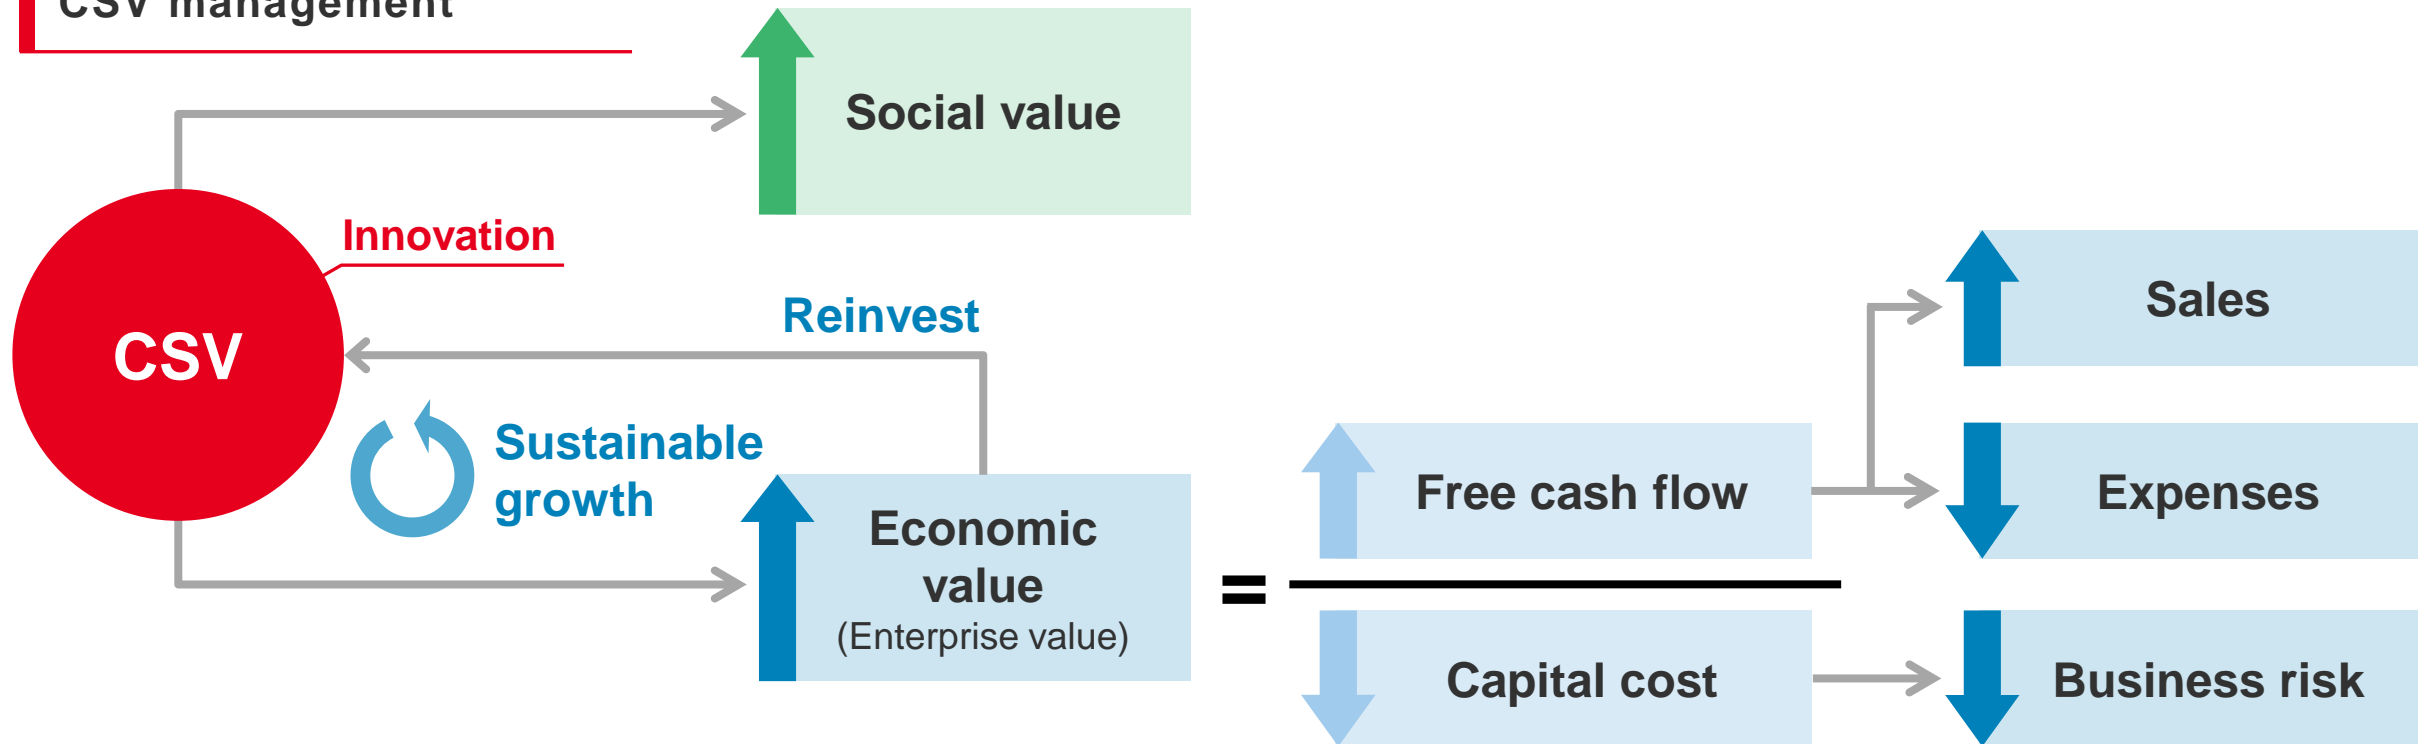 CSV management
Social value
Innovation
CSV
Reinvest
Sustainable
growth
Economic
value
(Enterprise value)
=
Free cash flow
Capital cost
Sales
Expenses
Business risk